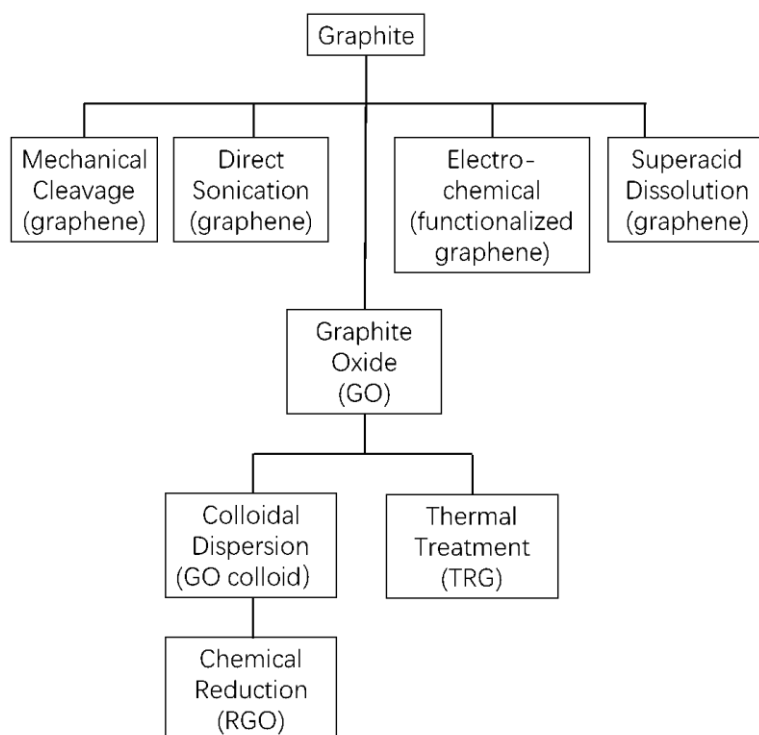 Graphite
Mechanical
Cleavage
(graphene)
Direct
Sonication
(graphene)
Electro-
chemical
(functionalized
graphene)
Superacid
Dissolution
(graphene)
Graphite
Oxide
(GO)
Colloidal
Dispersion
(GO colloid)
Thermal
Treatment
(TRG)
Chemical
Reduction
(RGO)